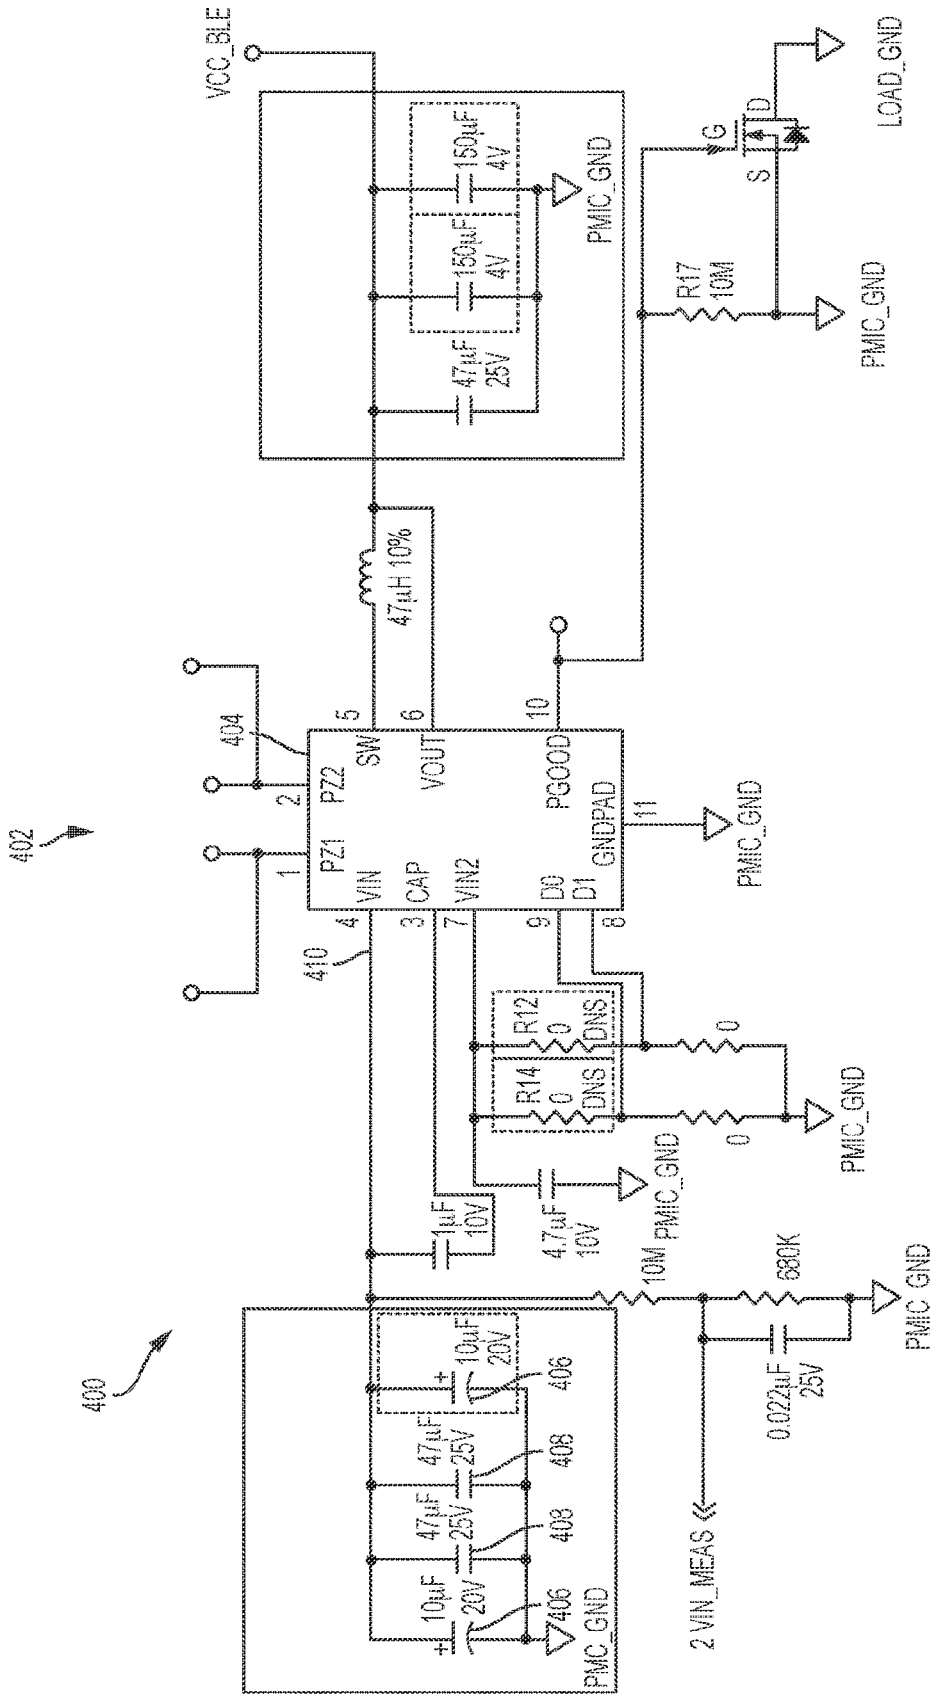 400
402
10µF
20V
406
47µF
25V
408
47µF
25V
408
10µF
20V
406
PMC_GND
+
+
1µF
10V
410
4.7µF
10V
PMIC_GND
R14
0
DNS
R12
0
DNS
0
0
PMIC_GND
10M
680K
0.022µF
25V
PMIC_GND
2 VIN_MEAS
404
1
PZ1
2
PZ2
4
VIN
3
CAP
7
VIN2
9
D0
8
D1
5
SW
6
VOUT
10
PGOOD
GNDPAD
11
PMIC_GND
47µH 10%
47µF
25V
150µF
4V
150µF
4V
PMIC_GND
VCC_BLE
R17
10M
PMIC_GND
G
S
D
LOAD_GND